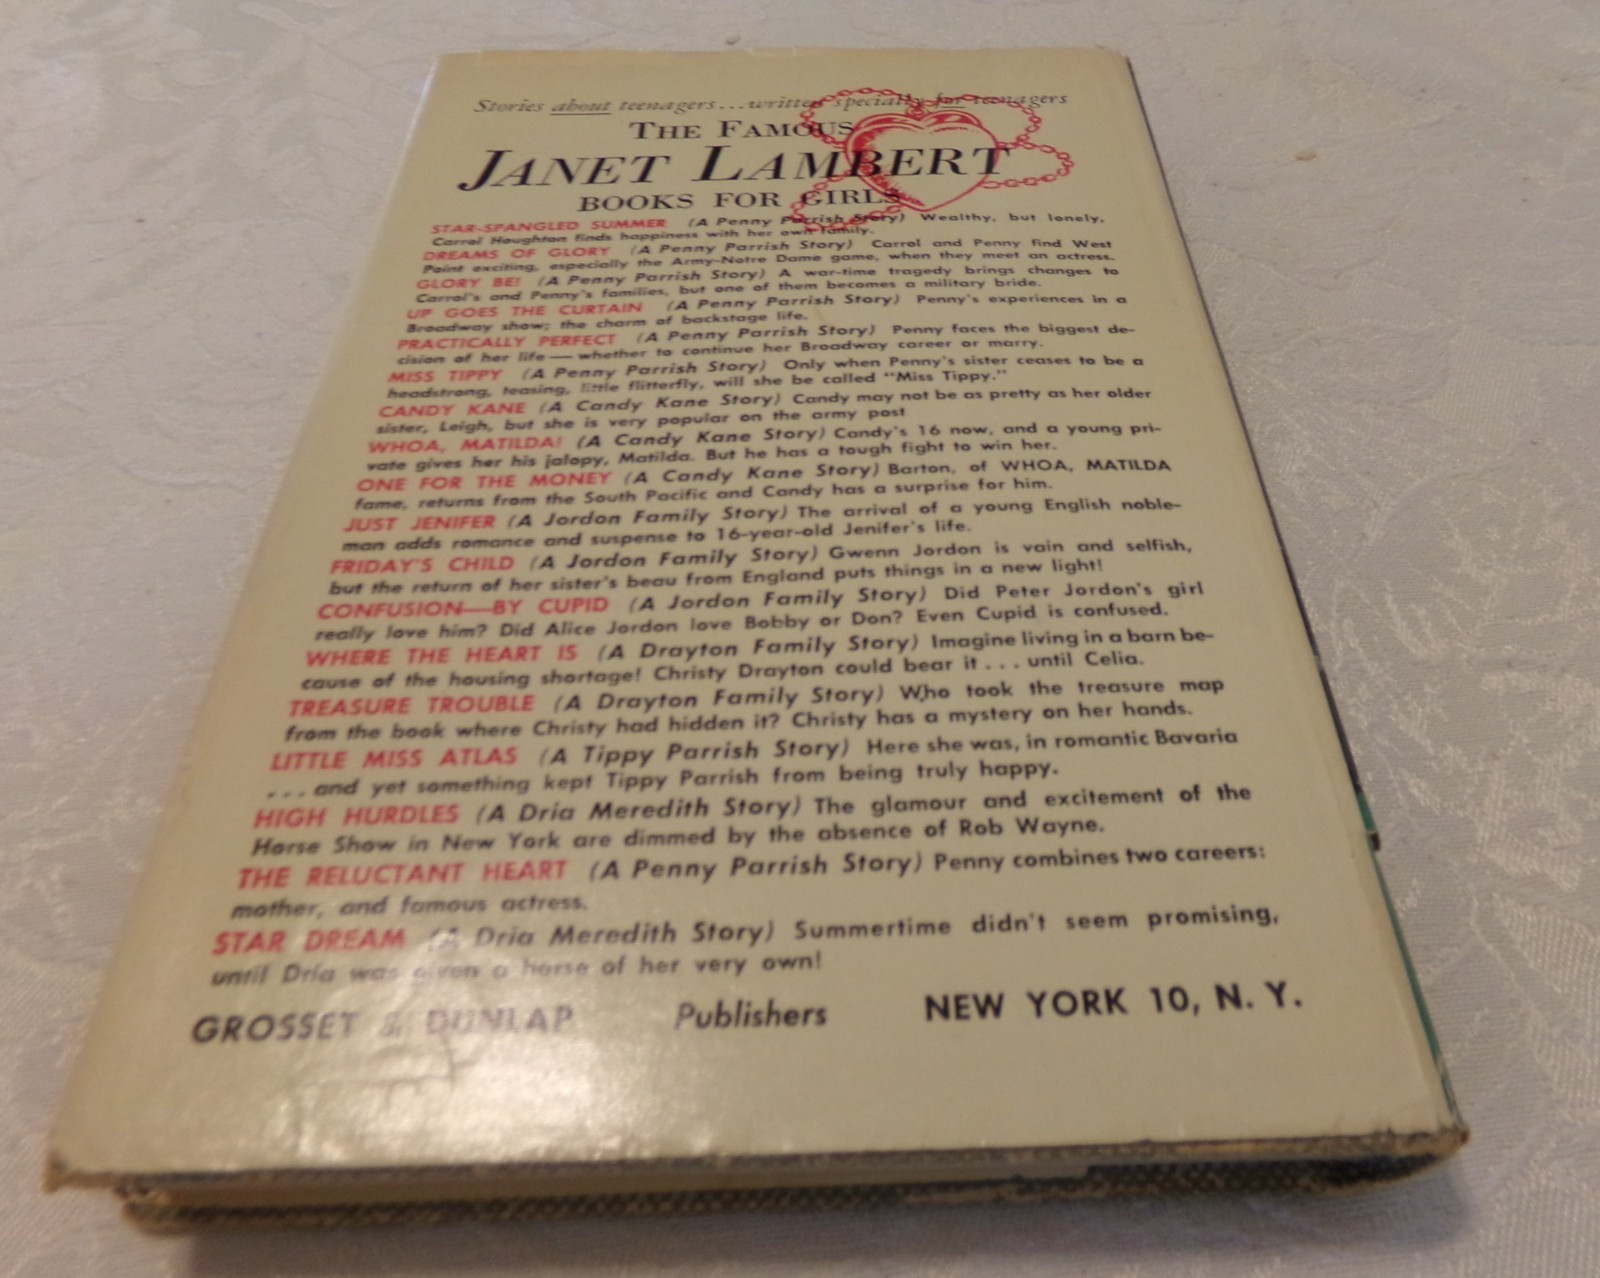 Stories about teenagers...written specially for teenagers
THE FAMOUS
JANET LAMBERT
BOOKS FOR GIRLS
STAR-SPANGLED SUMMER (A Penny Parrish Story) Wealthy, but lonely,
Carrol Houghton finds happiness with her own family.
DREAMS OF GLORY (A Penny Parrish Story) Carrol and Penny find West
Point exciting, especially the Army-Notre Dame game, when they meet an actress.
GLORY BE! (A Penny Parrish Story) A war-time tragedy brings changes to
Carrol's and Penny's families, but one of them becomes a military bride.
UP GOES THE CURTAIN (A Penny Parrish Story) Penny's experiences in a
Broadway show; the charm of backstage life.
PRACTICALLY PERFECT (A Penny Parrish Story) Penny faces the biggest de-
cision of her life—whether to continue her Broadway career or marry.
MISS TIPPY (A Penny Parrish Story) Only when Penny's sister ceases to be a
headstrong, teasing, little flitterfly, will she be called "Miss Tippy."
CANDY KANE (A Candy Kane Story) Candy may not be as pretty as her older
sister, Leigh, but she is very popular on the army post
WHOA, MATILDA! (A Candy Kane Story) Candy's 16 now, and a young pri-
vate gives her his jalopy, Matilda. But he has a tough fight to win her.
ONE FOR THE MONEY (A Candy Kane Story) Barton, of WHOA, MATILDA
fame, returns from the South Pacific and Candy has a surprise for him.
JUST JENIFER (A Jordon Family Story) The arrival of a young English noble-
man adds romance and suspense to 16-year-old Jenifer's life.
FRIDAY'S CHILD (A Jordon Family Story) Gwenn Jordon is vain and selfish,
but the return of her sister's beau from England puts things in a new light!
CONFUSION—BY CUPID (A Jordon Family Story) Did Peter Jordon's girl
really love him? Did Alice Jordon love Bobby or Don? Even Cupid is confused.
WHERE THE HEART IS (A Drayton Family Story) Imagine living in a barn be-
cause of the housing shortage! Christy Drayton could bear it...until Celia.
TREASURE TROUBLE (A Drayton Family Story) Who took the treasure map
from the book where Christy had hidden it? Christy has a mystery on her hands.
LITTLE MISS ATLAS (A Tippy Parrish Story) Here she was, in romantic Bavaria
...and yet something kept Tippy Parrish from being truly happy.
HIGH HURDLES (A Dria Meredith Story) The glamour and excitement of the
Horse Show in New York are dimmed by the absence of Rob Wayne.
THE RELUCTANT HEART (A Penny Parrish Story) Penny combines two careers:
mother, and famous actress.
STAR DREAM (A Dria Meredith Story) Summertime didn't seem promising,
until Dria was given a horse of her very own!
GROSSET & DUNLAP Publishers NEW YORK 10, N. Y.